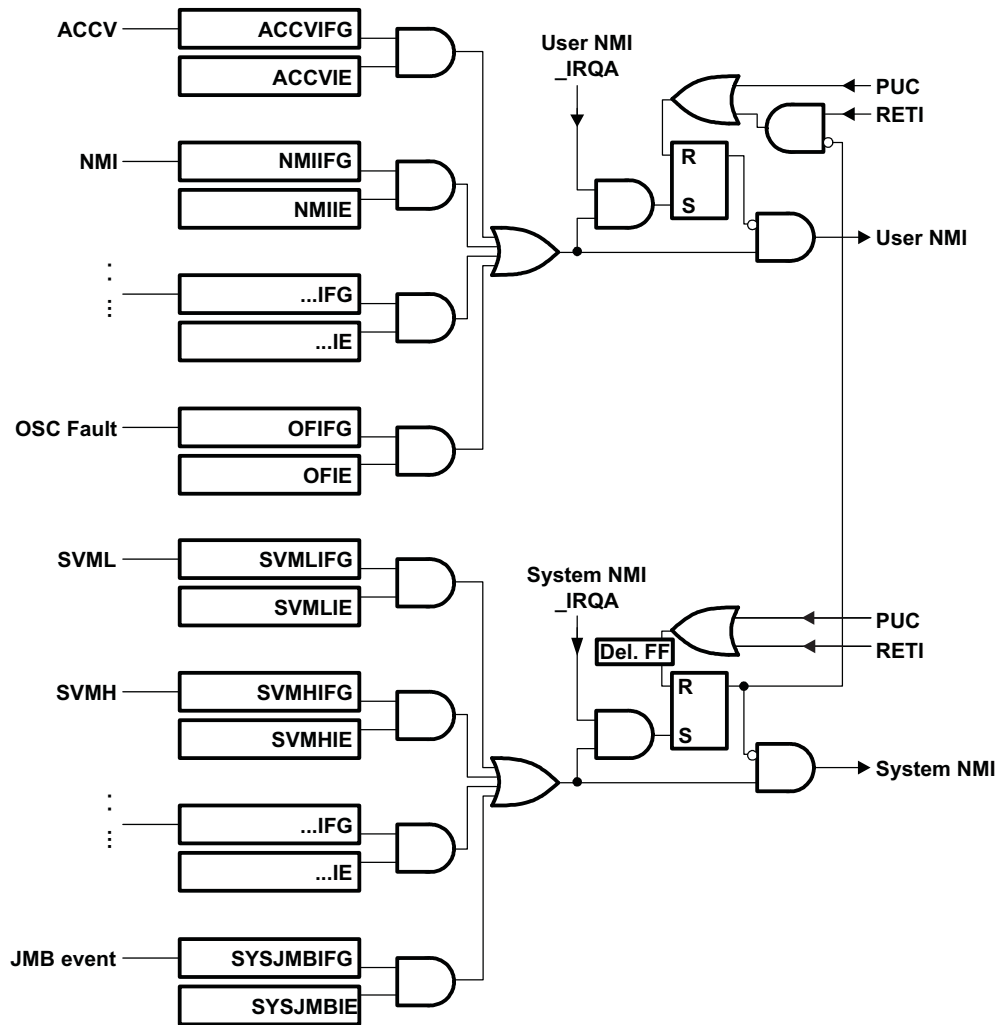 ACCV
ACCVIFG
ACCVIE
User NMI
_IRQA
PUC
RETI
NMI
NMIIFG
NMIIE
R
S
User NMI
. . ...
...IFG
...IE
OSC Fault
OFIFG
OFIE
SVML
SVMLIFG
SVMLIE
System NMI
_IRQA
PUC
RETI
Del. FF
SVMH
SVMHIFG
SVMHIE
R
S
System NMI
. . ...
...IFG
...IE
JMB event
SYSJMBIFG
SYSJMBIE